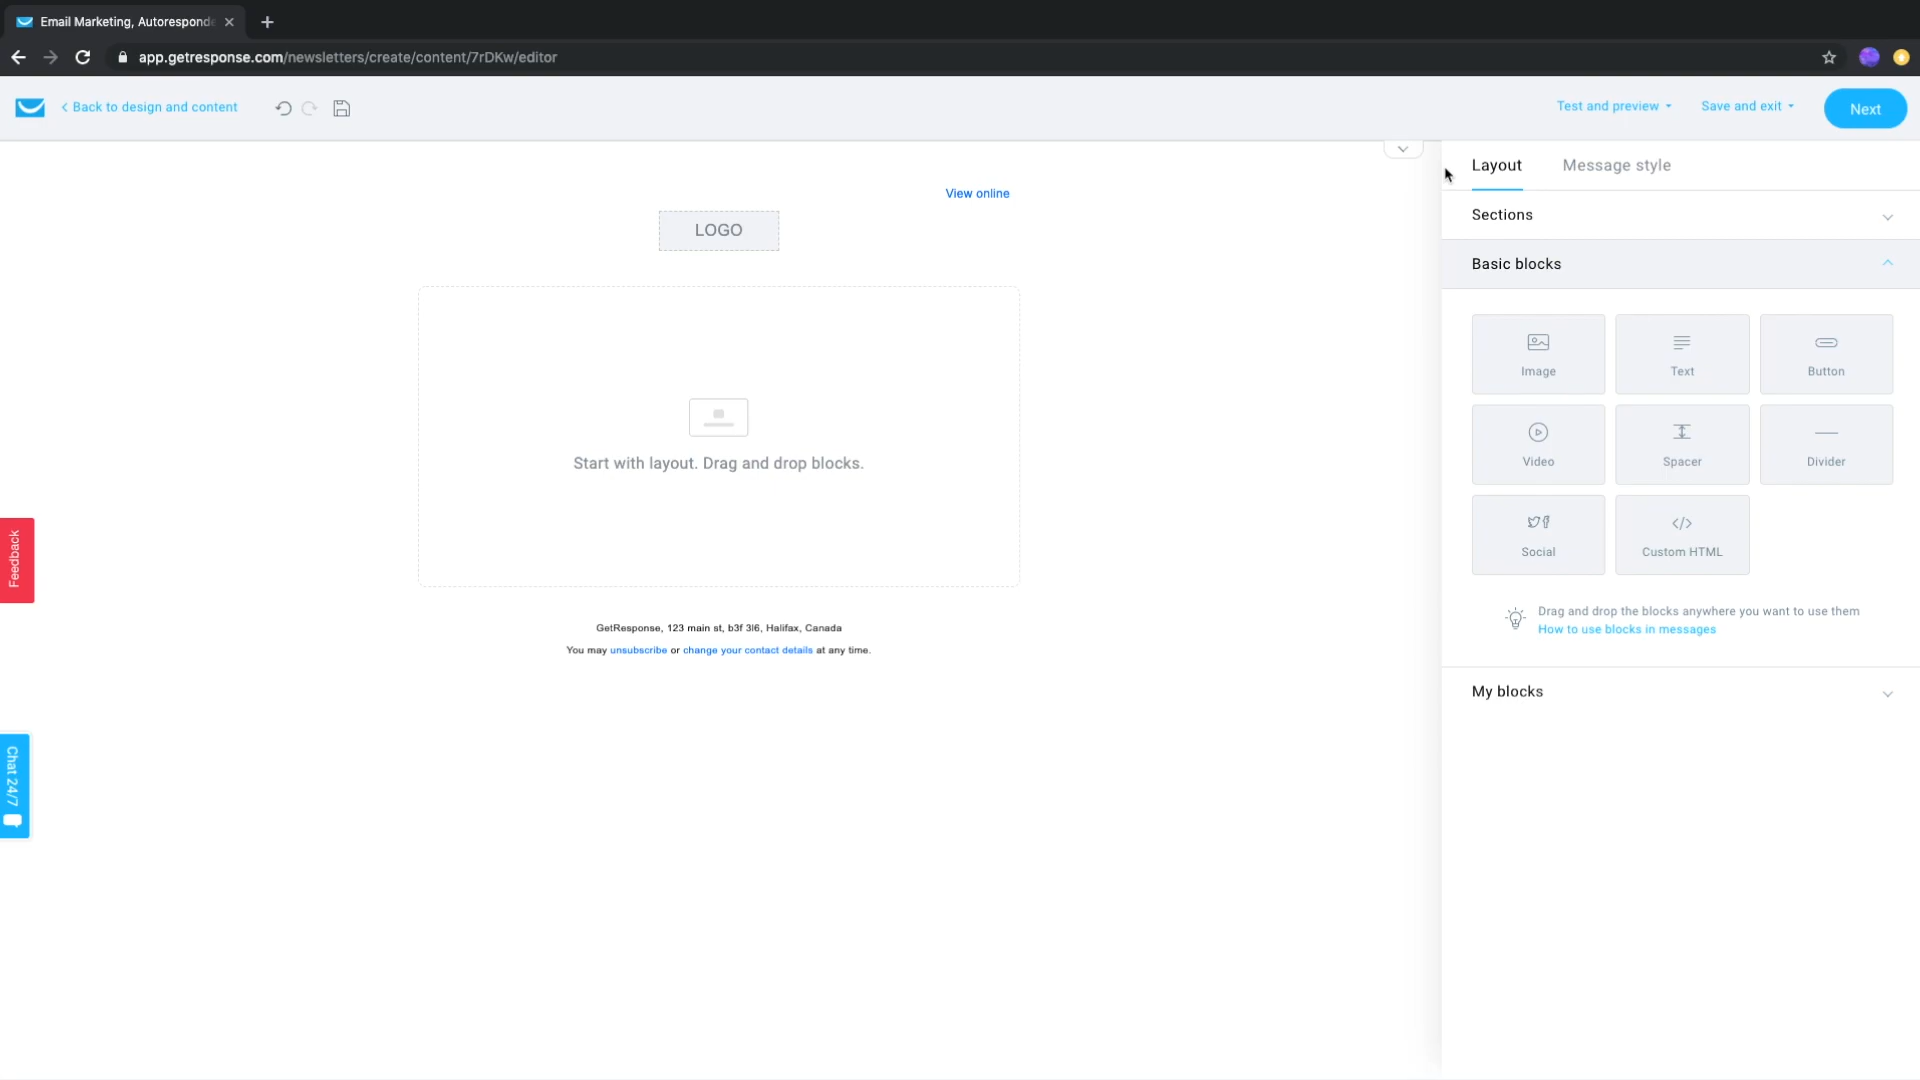 Email Marketing, Autoresponde
app.getresponse.com/newsletters/create/content/7rDKw/editor
Back to design and content
Test and preview
Save and exit
Next
View online
LOGO
Start with layout. Drag and drop blocks.
GetResponse, 123 main st, b3f 3l6, Halifax, Canada
You may unsubscribe or change your contact details at any time.
Feedback
Chat 24/7
Layout
Message style
Sections
Basic blocks
Image
Text
Button
Video
Spacer
Divider
Social
Custom HTML
Drag and drop the blocks anywhere you want to use them
How to use blocks in messages
My blocks